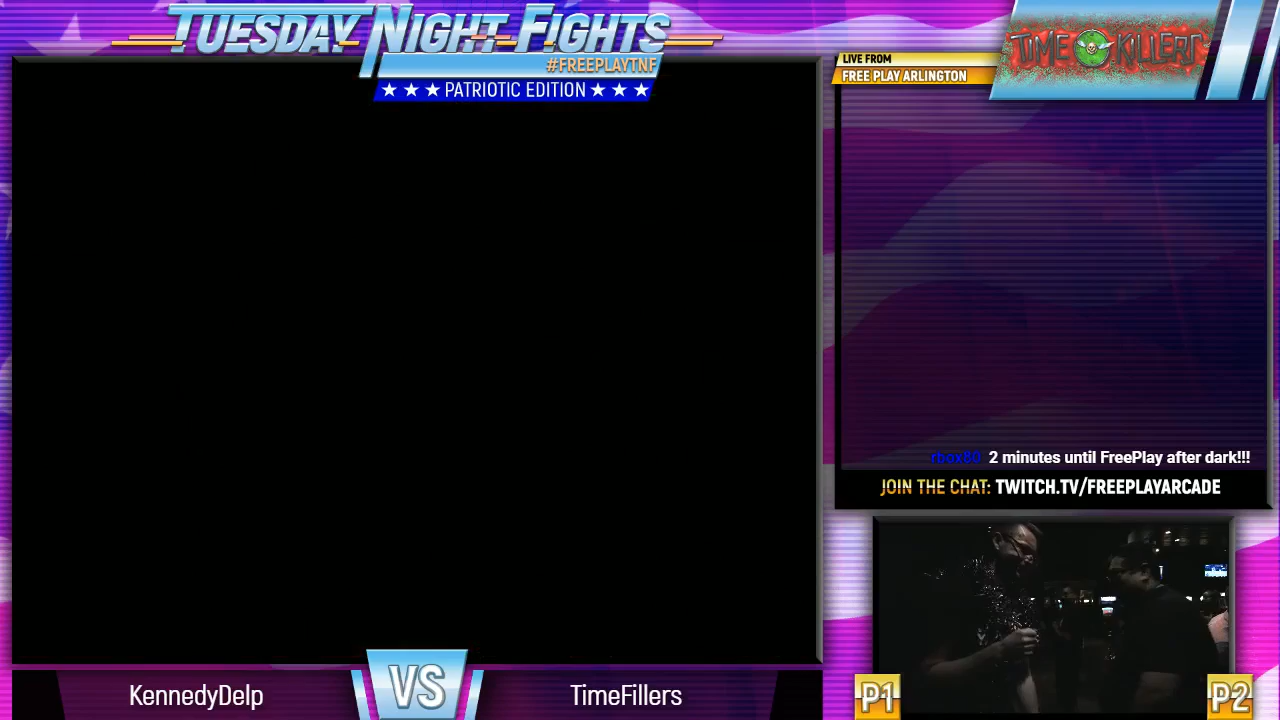 TUESDAY NIGHT FIGHTS
#FREEPLAYTNF
★ ★ ★ PATRIOTIC EDITION ★ ★ ★
LIVE FROM
FREE PLAY ARLINGTON
TIME KILLERS
rbox80 2 minutes until FreePlay after dark!!!
JOIN THE CHAT: TWITCH.TV/FREEPLAYARCADE
KennedyDelp
VS
TimeFillers
P1
P2